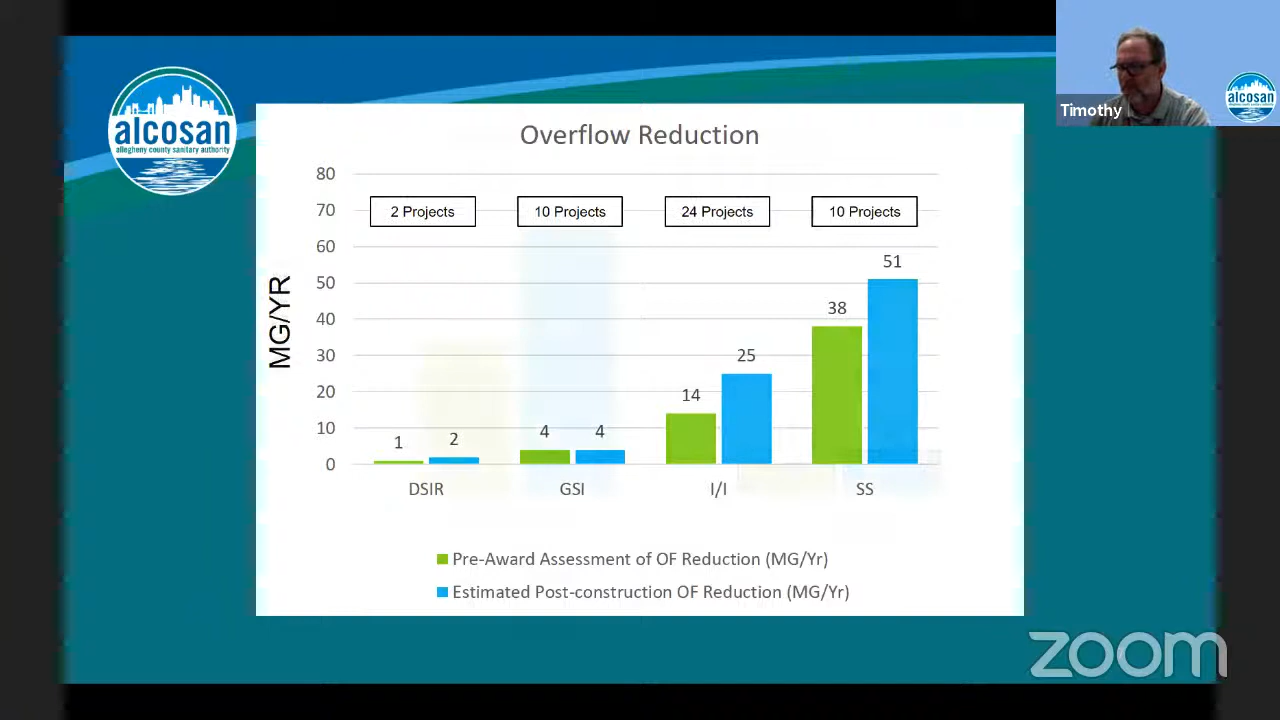 alcosan
allegheny county sanitary authority
Timothy
alcosan
Overflow Reduction
MG/YR
80
70
60
50
40
30
20
10
0
2 Projects
10 Projects
24 Projects
10 Projects
1
2
4
4
14
25
38
51
DSIR
GSI
I/I
SS
Pre-Award Assessment of OF Reduction (MG/Yr)
Estimated Post-construction OF Reduction (MG/Yr)
zoom